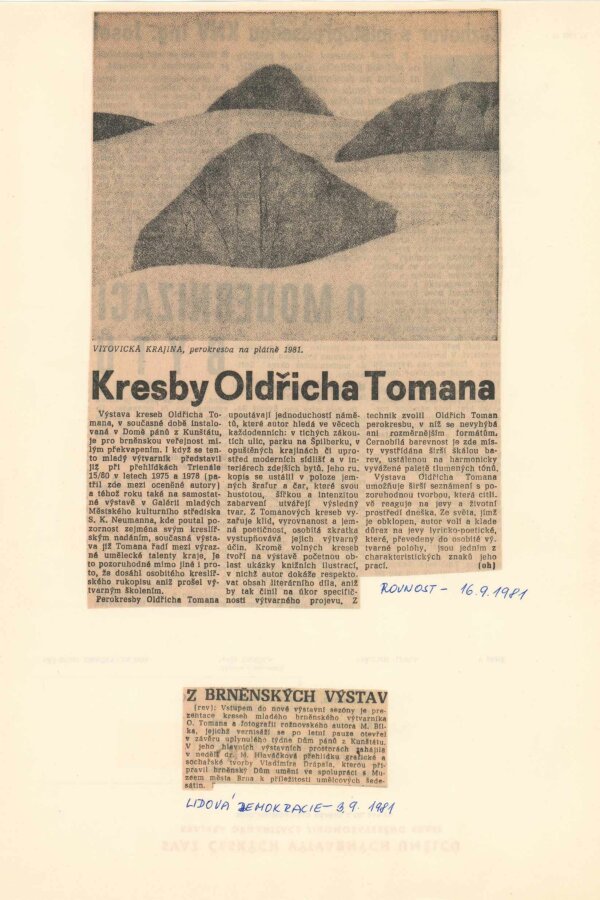 VÍTOVICKÁ KRAJINA, perokresba na plátně 1981.
Kresby Oldřicha Tomana
Výstava kreseb Oldřicha To-
mana, v současné době instalo-
vaná v Domě pánů z Kunštátu,
je pro brněnskou veřejnost mi-
lým překvapením. I když se ten-
to mladý výtvarník představil
již při přehlídkách Trienále
15/80 v letech 1975 a 1978 (pa-
třil zde mezi oceněné autory)
a téhož roku také na samostat-
né výstavě v Galérii mladých
Městského kulturního střediska
S. K. Neumanna, kde poutal po-
zornost zejména svým kreslíř-
ským nadáním, současná výsta-
va již Tomana řadí mezi výraz-
né umělecké talenty kraje. Je
to pozoruhodné mimo jiné i pro-
to, že dosáhl osobitého kreslíř-
ského rukopisu aniž prošel vý-
tvarným školením.
Perokresby Oldřicha Tomana
upoutávají jednoduchostí námě-
tů, které autor hledá ve věcech
každodenních: v tichých zákou-
tích ulic, parku na Špilberku, v
opuštěných krajinách či upro-
střed moderních sídlišť a v in-
teriérech zdejších bytů. Jeho ru-
kopis se ustálil v poloze jem-
ných šrafur a čar, které svou
hustotou, šířkou a intenzitou
zabarvení utvářejí výsledný
tvar. Z Tomanových kreseb vy-
zařuje klid, vyrovnanost a jem-
ná poetičnost, osobitá zkratka
vystupňovává jejich výtvarný
účin. Kromě volných kreseb
tvoří na výstavě početnou ob-
last ukázky knižních ilustrací,
v nichž autor dokáže respekto-
vat obsah literárního díla, aniž
by tak činil na úkor specifič-
nosti výtvarného projevu. Z
technik zvolil Oldřich Toman
perokresbu, v níž se nevyhýbá
ani rozměrnějším formátům.
Černobílá barevnost je zde mís-
ty vystřídána širší škálou ba-
rev, ustálenou na harmonicky
vyvážené paletě tlumených tónů.
Výstava Oldřicha Tomana
umožňuje širší seznámení s po-
zoruhodnou tvorbou, která citli-
vě reaguje na jevy a životní
prostředí dneška. Ze světa, jímž
je obklopen, autor volí a klade
důraz na jevy lyricko-poetické,
které, převedeny do osobité vý-
tvarné polohy, jsou jedním z
charakteristických znaků jeho
prací. (oh)
ROVNOST - 16.9.1981
Z BRNĚNSKÝCH VÝSTAV
(rev): Vstupem do nové výstavní sezóny je pre-
zentace kreseb mladého brněnského výtvarníka
O. Tomana a fotografií rožnovského autora M. Bíl-
ka, jejichž vernisáží se po letní pauze otevřel
v závěru uplynulého týdne Dům pánů z Kunštátu.
V jeho hlavních výstavních prostorách zahájila
v neděli dr. M. Hlaváčková přehlídku grafické a
sochařské tvorby Vladimíra Drápala, kterou při-
pravil brněnský Dům umění ve spolupráci s Mu-
zeem města Brna k příležitosti umělcových šede-
sátin.
LIDOVÁ DEMOKRACIE - 3.9. 1981